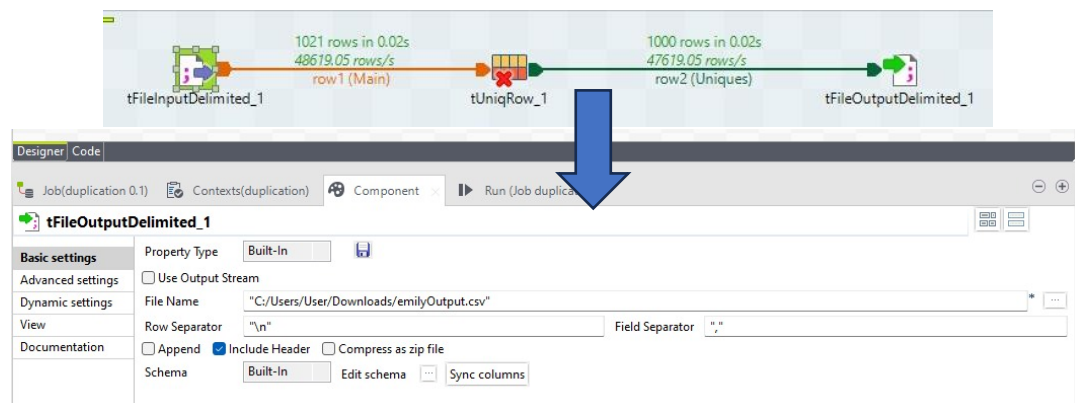 1021 rows in 0.02s
48619.05 rows/s
row1 (Main)
1000 rows in 0.02s
47619.05 rows/s
row2 (Uniques)
tFileInputDelimited_1
tUniqRow_1
tFileOutputDelimited_1
Designer Code
Job(duplication 0.1) Contexts(duplication) Component Run (Job duplica
tFileOutputDelimited_1
Basic settings
Advanced settings
Dynamic settings
View
Documentation
Property Type Built-In
Use Output Stream
File Name "C:/Users/User/Downloads/emilyOutput.csv" * ...
Row Separator "\n" Field Separator ","
Append Include Header Compress as zip file
Schema Built-In Edit schema ... Sync columns